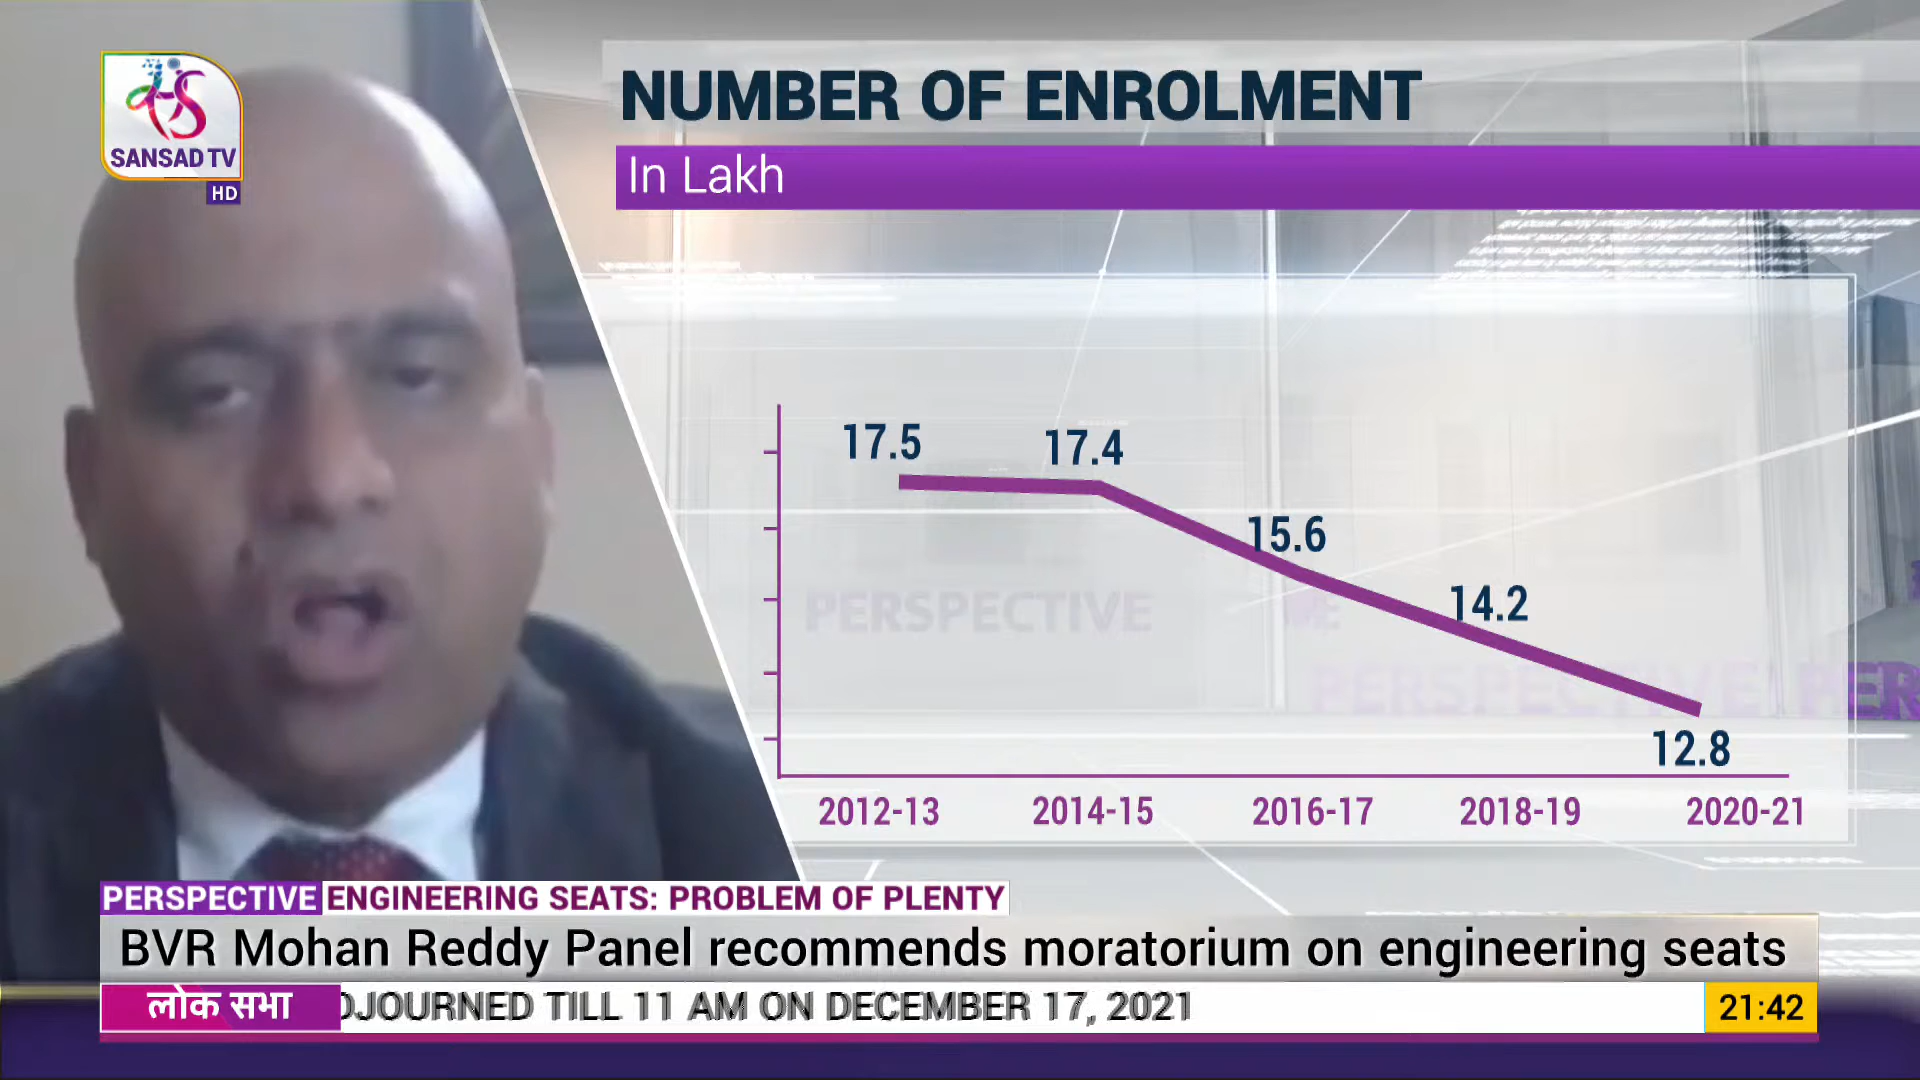 SANSAD TV
HD
NUMBER OF ENROLMENT
In Lakh
17.5
17.4
15.6
14.2
12.8
PERSPECTIVE
PERSPECTIVE
2012-13 2014-15 2016-17 2018-19 2020-21
PERSPECTIVE ENGINEERING SEATS: PROBLEM OF PLENTY
BVR Mohan Reddy Panel recommends moratorium on engineering seats
लोक सभा DJOURNED TILL 11 AM ON DECEMBER 17, 2021 21:42